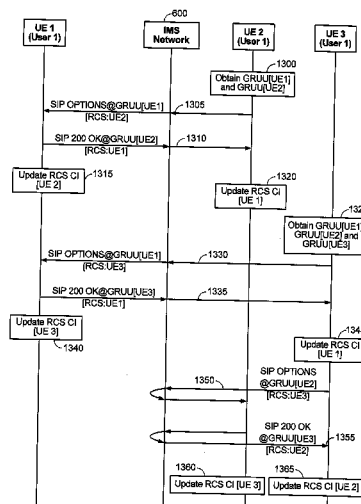 600
UE 1
(User 1)
IMS
Network
UE 2
(User 1)
UE 3
(User 1)
1300
Obtain GRUU[UE1]
and GRUU[UE2]
SIP OPTIONS@GRUU[UE1]
1305
[RCS:UE2]
SIP 200 OK@GRUU[UE2]
1310
[RCS:UE1]
1315
Update RCS CI
[UE 2]
1320
Update RCS CI
[UE 1]
Obtain GRUU[UE1]
GRUU[UE2] and
GRUU[UE3]
SIP OPTIONS@GRUU[UE1]
1330
[RCS:UE3]
SIP 200 OK@GRUU[UE3]
1335
[RCS:UE1]
Update RCS CI
[UE 3]
1340
Update RCS CI
[UE 1]
SIP OPTIONS
1350
@GRUU[UE2]
[RCS:UE3]
SIP 200 OK
@GRUU[UE3]
1355
[RCS:UE2]
1360
1365
Update RCS CI [UE 3]
Update RCS CI [UE 2]